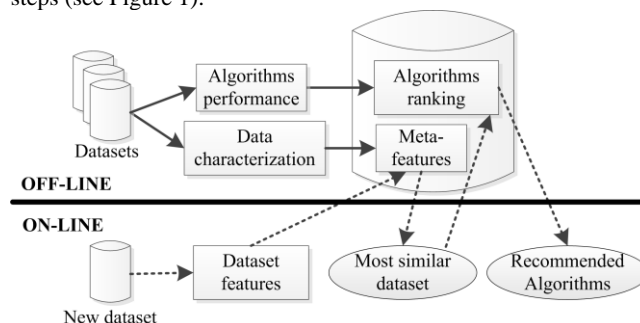 steps (see Figure 1).
Algorithms
performance
Algorithms
ranking
Datasets
Data
characterization
Meta-
features
OFF-LINE
ON-LINE
Dataset
features
Most similar
dataset
Recommended
Algorithms
New dataset